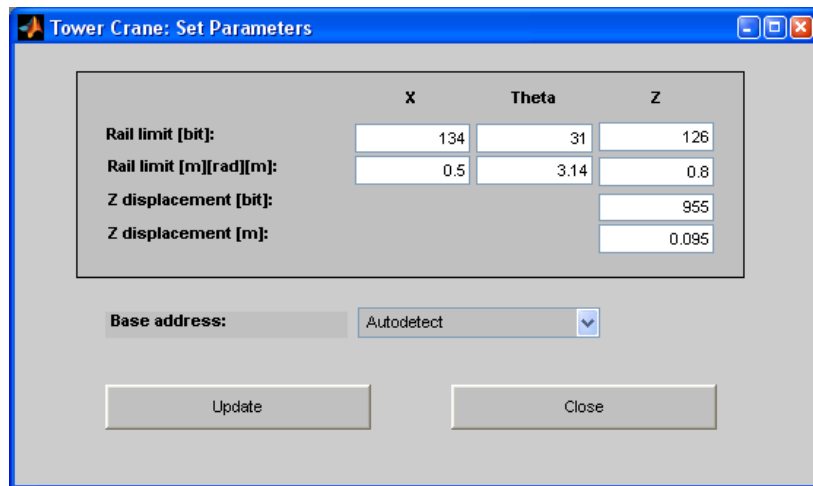 Tower Crane: Set Parameters
X Theta Z
Rail limit [bit]: 134 31 126
Rail limit [m][rad][m]: 0.5 3.14 0.8
Z displacement [bit]: 955
Z displacement [m]: 0.095
Base address: Autodetect
Update Close